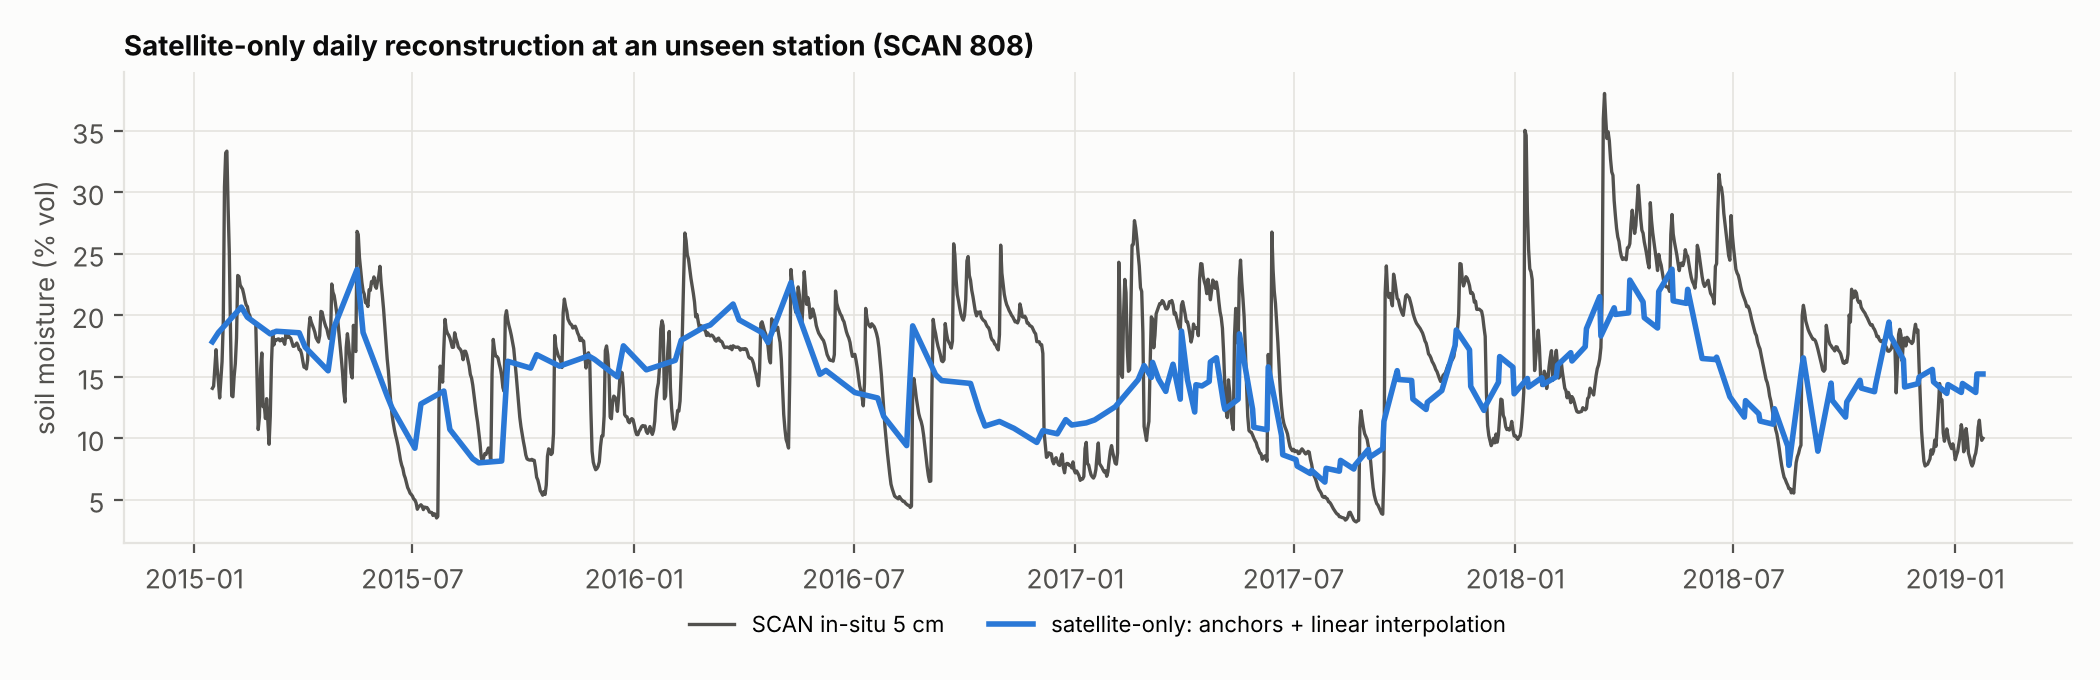 Satellite-only daily reconstruction at an unseen station (SCAN 808)
soil moisture (% vol)
35
30
25
20
15
10
5
2015-01 2015-07 2016-01 2016-07 2017-01 2017-07 2018-01 2018-07 2019-01
SCAN in-situ 5 cm satellite-only: anchors + linear interpolation